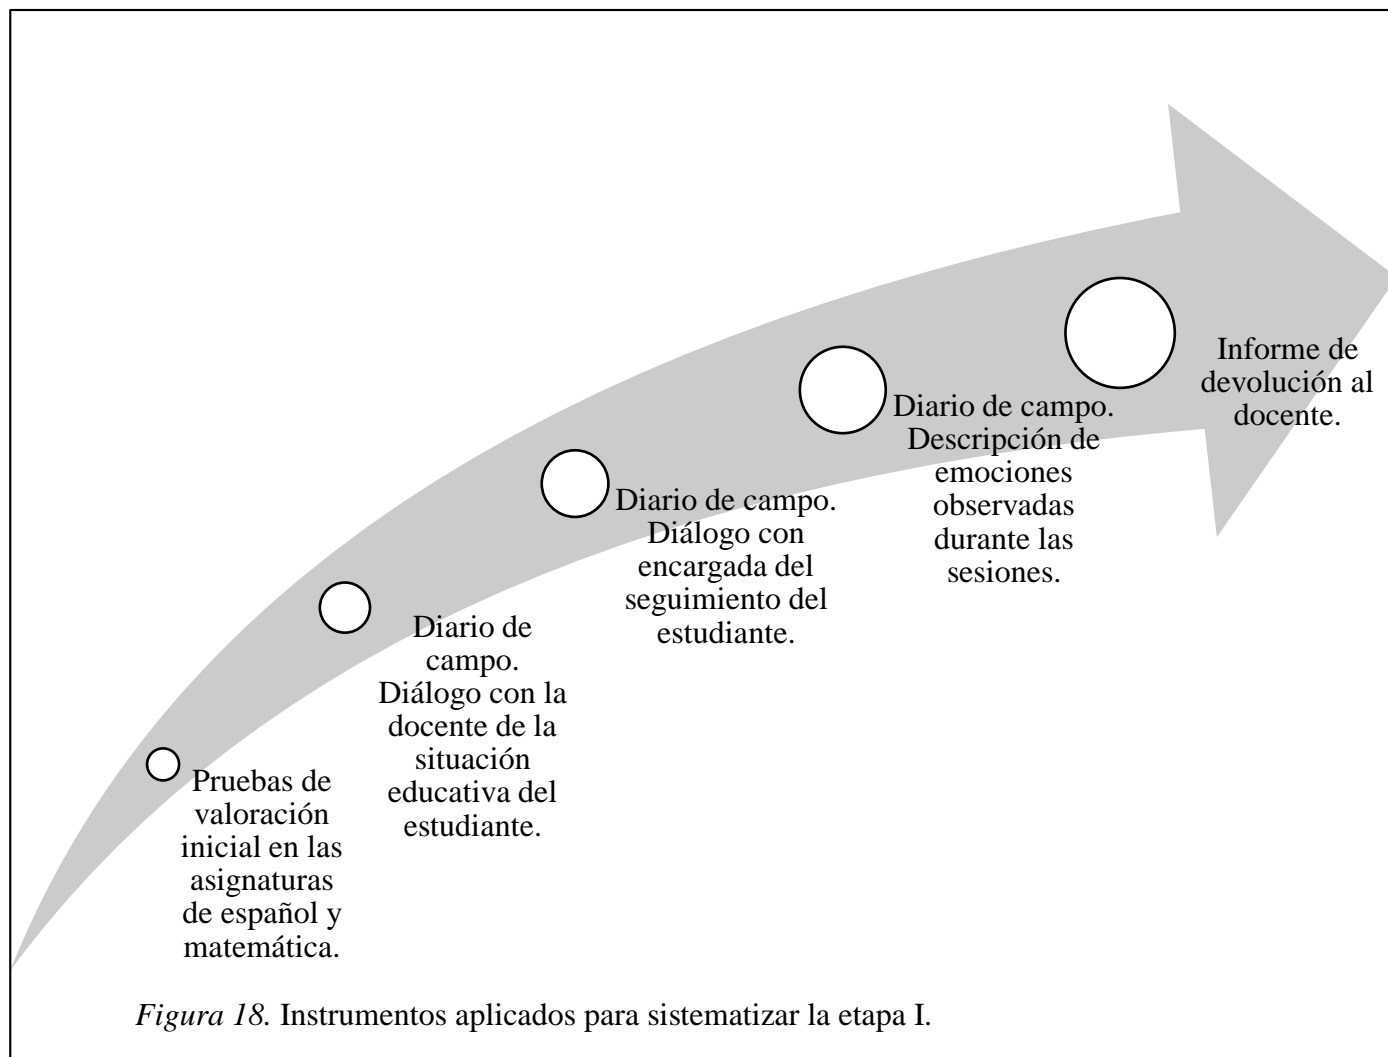 Pruebas de
valoración
inicial en las
asignaturas
de español y
matemática.
Diario de
campo.
Diálogo con la
docente de la
situación
educativa del
estudiante.
Diario de campo.
Diálogo con
encargada del
seguimiento del
estudiante.
Diario de campo.
Descripción de
emociones
observadas
durante las
sesiones.
Informe de
devolución al
docente.
Figura 18. Instrumentos aplicados para sistematizar la etapa I.